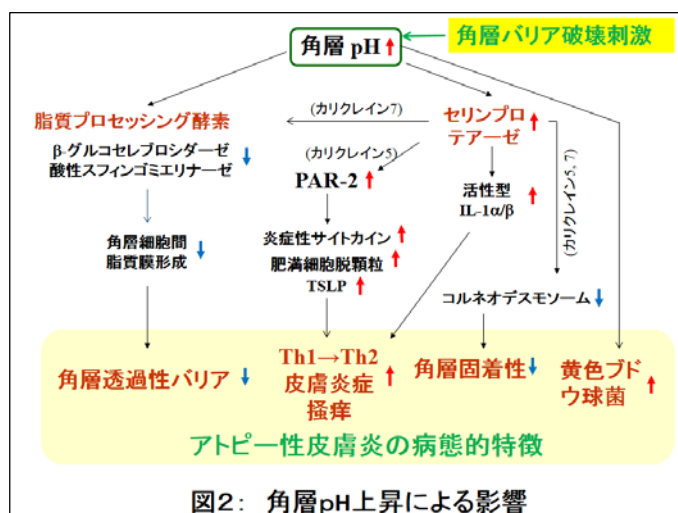 角層 pH ↑
角層バリア破壊刺激
脂質プロセッシング酵素
β-グルコセレブロシダーゼ
酸性スフィンゴミエリナーゼ ↓
(カリクレイン7)
セリンプロ
テアーゼ ↑
(カリクレイン5)
PAR-2 ↑
活性型
IL-1α/β ↑
(カリクレイン5, 7)
角層細胞間
脂質膜形成 ↓
炎症性サイトカイン ↑
肥満細胞脱顆粒 ↑
TSLP ↑
コルネオデスモソーム ↓
角層透過性バリア ↓
Th1→Th2
皮膚炎症 ↑
掻痒
角層固着性 ↓
黄色ブド
ウ球菌 ↑
アトピー性皮膚炎の病態的特徴
図2: 角層pH上昇による影響